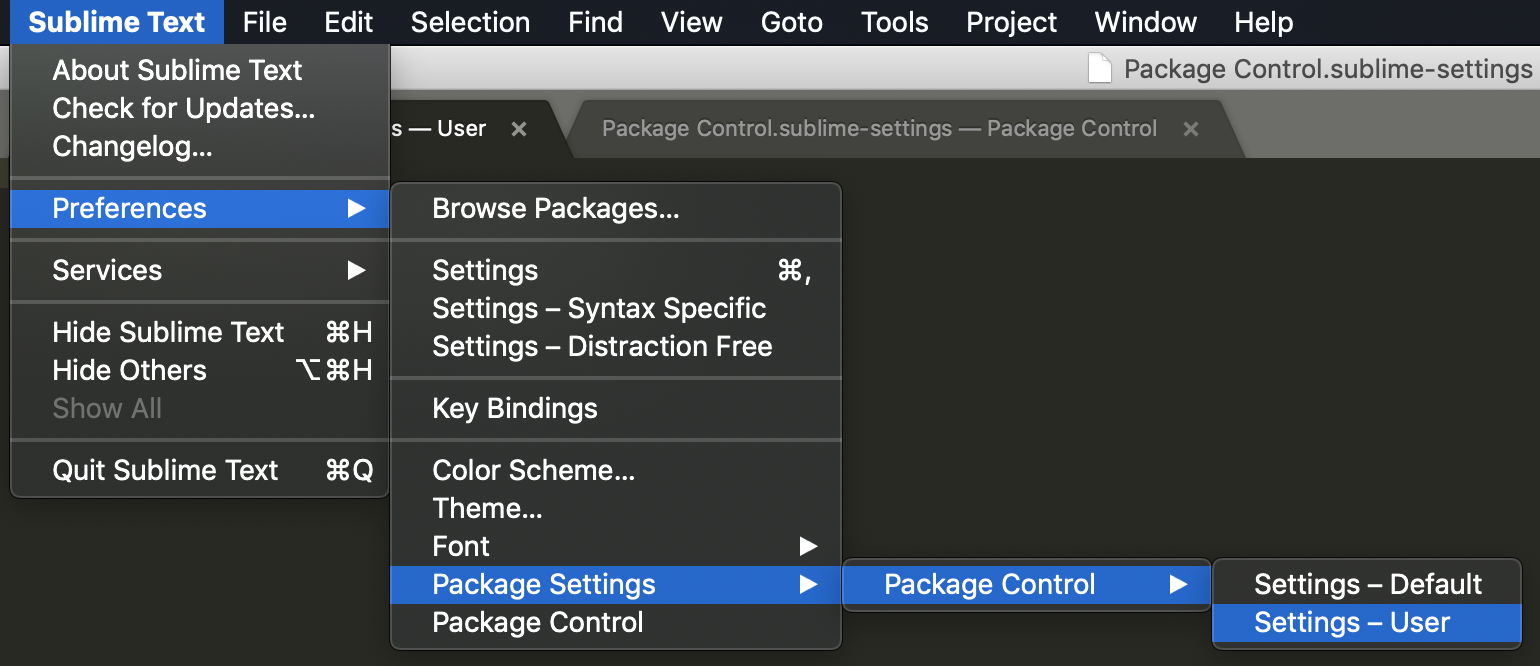 Sublime Text File Edit Selection Find View Goto Tools Project Window Help
Package Control.sublime-settings
s — User × Package Control.sublime-settings — Package Control ×
About Sublime Text
Check for Updates...
Changelog...
Preferences ▶
Services ▶
Hide Sublime Text ⌘H
Hide Others ⌥⌘H
Show All
Quit Sublime Text ⌘Q
Browse Packages...
Settings ⌘,
Settings – Syntax Specific
Settings – Distraction Free
Key Bindings
Color Scheme...
Theme...
Font ▶
Package Settings ▶
Package Control
Package Control ▶
Settings – Default
Settings – User